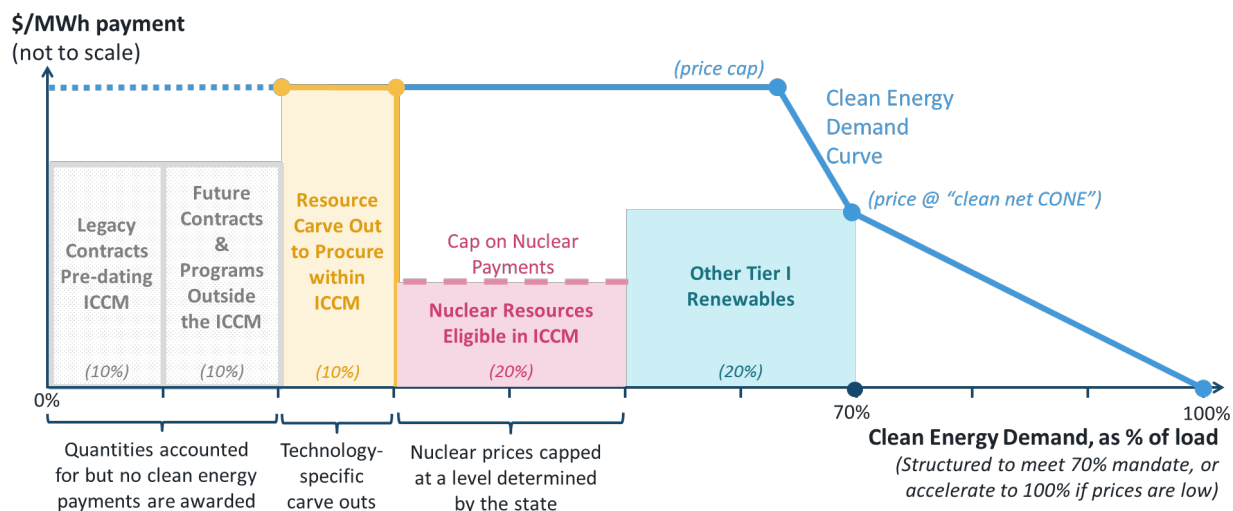 $/MWh payment
(not to scale)
(price cap)
Clean Energy
Demand
Curve
(price @ “clean net CONE”)
Legacy
Contracts
Pre-dating
ICCM
(10%)
Future
Contracts
&
Programs
Outside
the ICCM
(10%)
Resource
Carve Out
to Procure
within
ICCM
(10%)
Cap on Nuclear
Payments
Nuclear Resources
Eligible in ICCM
(20%)
Other Tier I
Renewables
(20%)
0%
70%
100%
Quantities accounted
for but no clean energy
payments are awarded
Technology-
specific
carve outs
Nuclear prices capped
at a level determined
by the state
Clean Energy Demand, as % of load
(Structured to meet 70% mandate, or
accelerate to 100% if prices are low)